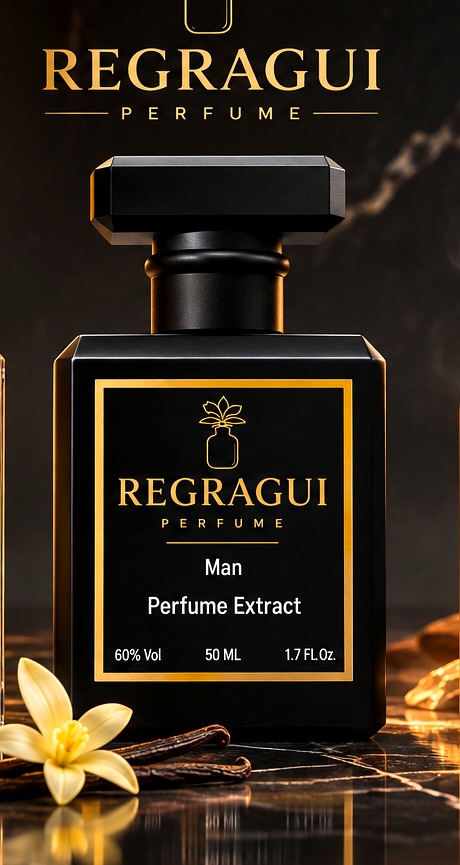 REGRAGUI
PERFUME
REGRAGUI
PERFUME
Man
Perfume Extract
60% Vol 50 ML 1.7 FL.Oz.